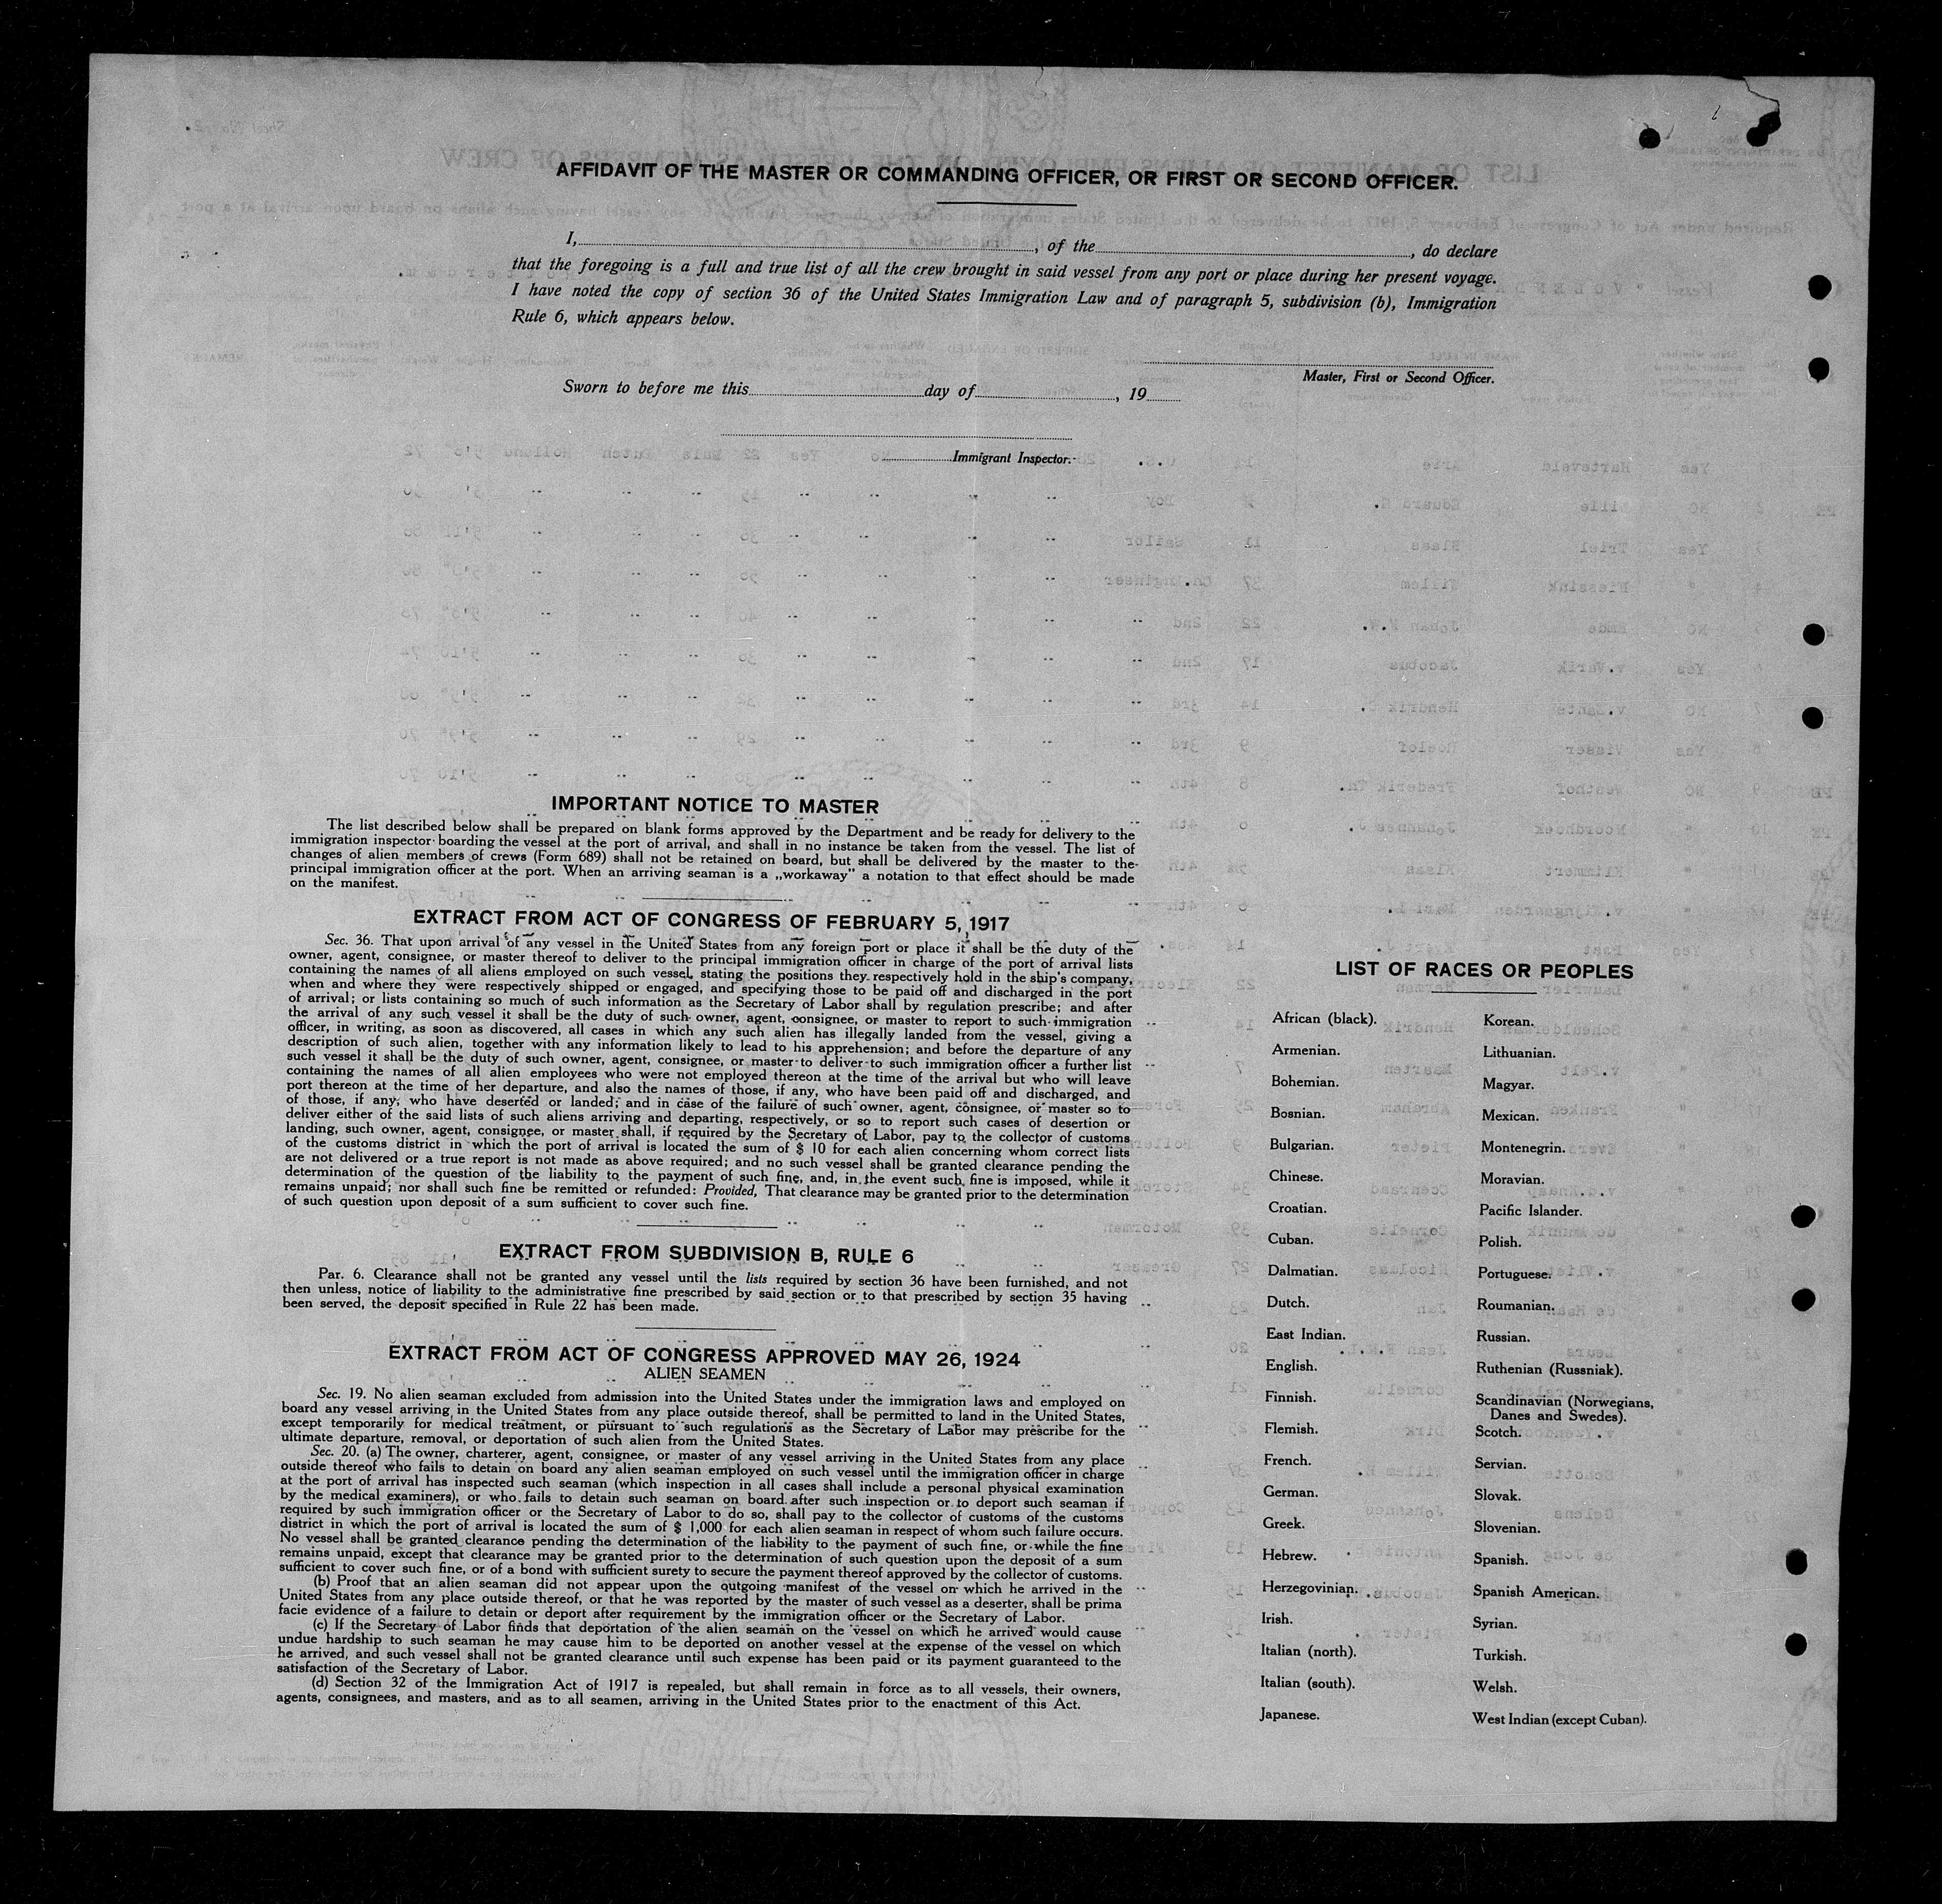 AFFIDAVIT OF THE MASTER OR COMMANDING OFFICER, OR FIRST OR SECOND OFFICER.
I, , of the , do declare
that the foregoing is a full and true list of all the crew brought in said vessel from any port or place during her present voyage.
I have noted the copy of section 36 of the United States Immigration Law and of paragraph 5, subdivision (b), Immigration
Rule 6, which appears below.
Master, First or Second Officer.
Sworn to before me this day of , 19
Immigrant Inspector.
IMPORTANT NOTICE TO MASTER
The list described below shall be prepared on blank forms approved by the Department and be ready for delivery to the
immigration inspector boarding the vessel at the port of arrival, and shall in no instance be taken from the vessel. The list of
changes of alien members of crews (Form 689) shall not be retained on board, but shall be delivered by the master to the
principal immigration officer at the port. When an arriving seaman is a „workaway" a notation to that effect should be made
on the manifest.
EXTRACT FROM ACT OF CONGRESS OF FEBRUARY 5, 1917
Sec. 36. That upon arrival of any vessel in the United States from any foreign port or place it shall be the duty of the
owner, agent, consignee, or master thereof to deliver to the principal immigration officer in charge of the port of arrival lists
containing the names of all aliens employed on such vessel, stating the positions they respectively hold in the ship's company,
when and where they were respectively shipped or engaged, and specifying those to be paid off and discharged in the port
of arrival; or lists containing so much of such information as the Secretary of Labor shall by regulation prescribe; and after
the arrival of any such vessel it shall be the duty of such owner, agent, consignee, or master to report to such immigration
officer, in writing, as soon as discovered, all cases in which any such alien has illegally landed from the vessel, giving a
description of such alien, together with any information likely to lead to his apprehension; and before the departure of any
such vessel it shall be the duty of such owner, agent, consignee, or master to deliver to such immigration officer a further list
containing the names of all alien employees who were not employed thereon at the time of the arrival but who will leave
port thereon at the time of her departure, and also the names of those, if any, who have been paid off and discharged, and
of those, if any, who have deserted or landed; and in case of the failure of such owner, agent, consignee, or master so to
deliver either of the said lists of such aliens arriving and departing, respectively, or so to report such cases of desertion or
landing, such owner, agent, consignee, or master shall, if required by the Secretary of Labor, pay to the collector of customs
of the customs district in which the port of arrival is located the sum of $ 10 for each alien concerning whom correct lists
are not delivered or a true report is not made as above required; and no such vessel shall be granted clearance pending the
determination of the question of the liability to the payment of such fine, and, in the event such fine is imposed, while it
remains unpaid; nor shall such fine be remitted or refunded: Provided, That clearance may be granted prior to the determination
of such question upon deposit of a sum sufficient to cover such fine.
EXTRACT FROM SUBDIVISION B, RULE 6
Par. 6. Clearance shall not be granted any vessel until the lists required by section 36 have been furnished, and not
then unless, notice of liability to the administrative fine prescribed by said section or to that prescribed by section 35 having
been served, the deposit specified in Rule 22 has been made.
EXTRACT FROM ACT OF CONGRESS APPROVED MAY 26, 1924
ALIEN SEAMEN
Sec. 19. No alien seaman excluded from admission into the United States under the immigration laws and employed on
board any vessel arriving in the United States from any place outside thereof, shall be permitted to land in the United States,
except temporarily for medical treatment, or pursuant to such regulations as the Secretary of Labor may prescribe for the
ultimate departure, removal, or deportation of such alien from the United States.
Sec. 20. (a) The owner, charterer, agent, consignee, or master of any vessel arriving in the United States from any place
outside thereof who fails to detain on board any alien seaman employed on such vessel until the immigration officer in charge
at the port of arrival has inspected such seaman (which inspection in all cases shall include a personal physical examination
by the medical examiners), or who fails to detain such seaman on board after such inspection or to deport such seaman if
required by such immigration officer or the Secretary of Labor to do so, shall pay to the collector of customs of the customs
district in which the port of arrival is located the sum of $ 1,000 for each alien seaman in respect of whom such failure occurs.
No vessel shall be granted clearance pending the determination of the liability to the payment of such fine, or while the fine
remains unpaid, except that clearance may be granted prior to the determination of such question upon the deposit of a sum
sufficient to cover such fine, or of a bond with sufficient surety to secure the payment thereof approved by the collector of customs.
(b) Proof that an alien seaman did not appear upon the outgoing manifest of the vessel on which he arrived in the
United States from any place outside thereof, or that he was reported by the master of such vessel as a deserter, shall be prima
facie evidence of a failure to detain or deport after requirement by the immigration officer or the Secretary of Labor.
(c) If the Secretary of Labor finds that deportation of the alien seaman on the vessel on which he arrived would cause
undue hardship to such seaman he may cause him to be deported on another vessel at the expense of the vessel on which
he arrived, and such vessel shall not be granted clearance until such expense has been paid or its payment guaranteed to the
satisfaction of the Secretary of Labor.
(d) Section 32 of the Immigration Act of 1917 is repealed, but shall remain in force as to all vessels, their owners,
agents, consignees, and masters, and as to all seamen, arriving in the United States prior to the enactment of this Act.
LIST OF RACES OR PEOPLES
African (black).
Armenian.
Bohemian.
Bosnian.
Bulgarian.
Chinese.
Croatian.
Cuban.
Dalmatian.
Dutch.
East Indian.
English.
Finnish.
Flemish.
French.
German.
Greek.
Hebrew.
Herzegovinian.
Irish.
Italian (north).
Italian (south).
Japanese.
Korean.
Lithuanian.
Magyar.
Mexican.
Montenegrin.
Moravian.
Pacific Islander.
Polish.
Portuguese.
Roumanian.
Russian.
Ruthenian (Russniak).
Scandinavian (Norwegians,
Danes and Swedes).
Scotch.
Servian.
Slovak.
Slovenian.
Spanish.
Spanish American.
Syrian.
Turkish.
Welsh.
West Indian (except Cuban).